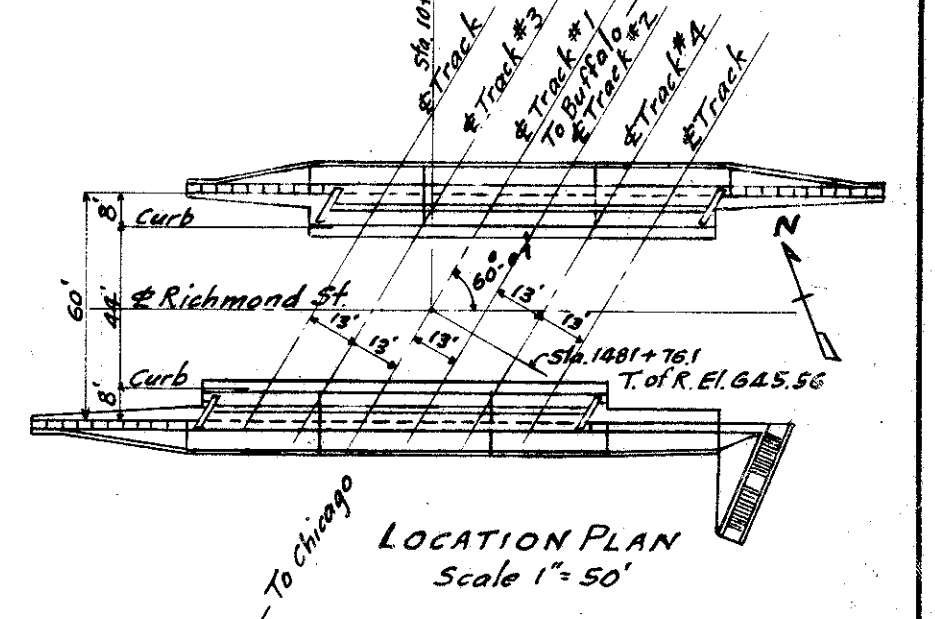 Sta. 10+
℄ Track
℄ Track #3
℄ Track #1
To Buffalo
℄ Track #2
℄ Track #4
℄ Track
8'
Curb
N
60'
44'
℄ Richmond St.
60°-
13'
13'
13'
13'
13'
Sta. 1481+76.1
T. of R. El. 645.56
Curb
8'
To Chicago
LOCATION PLAN
Scale 1"= 50'